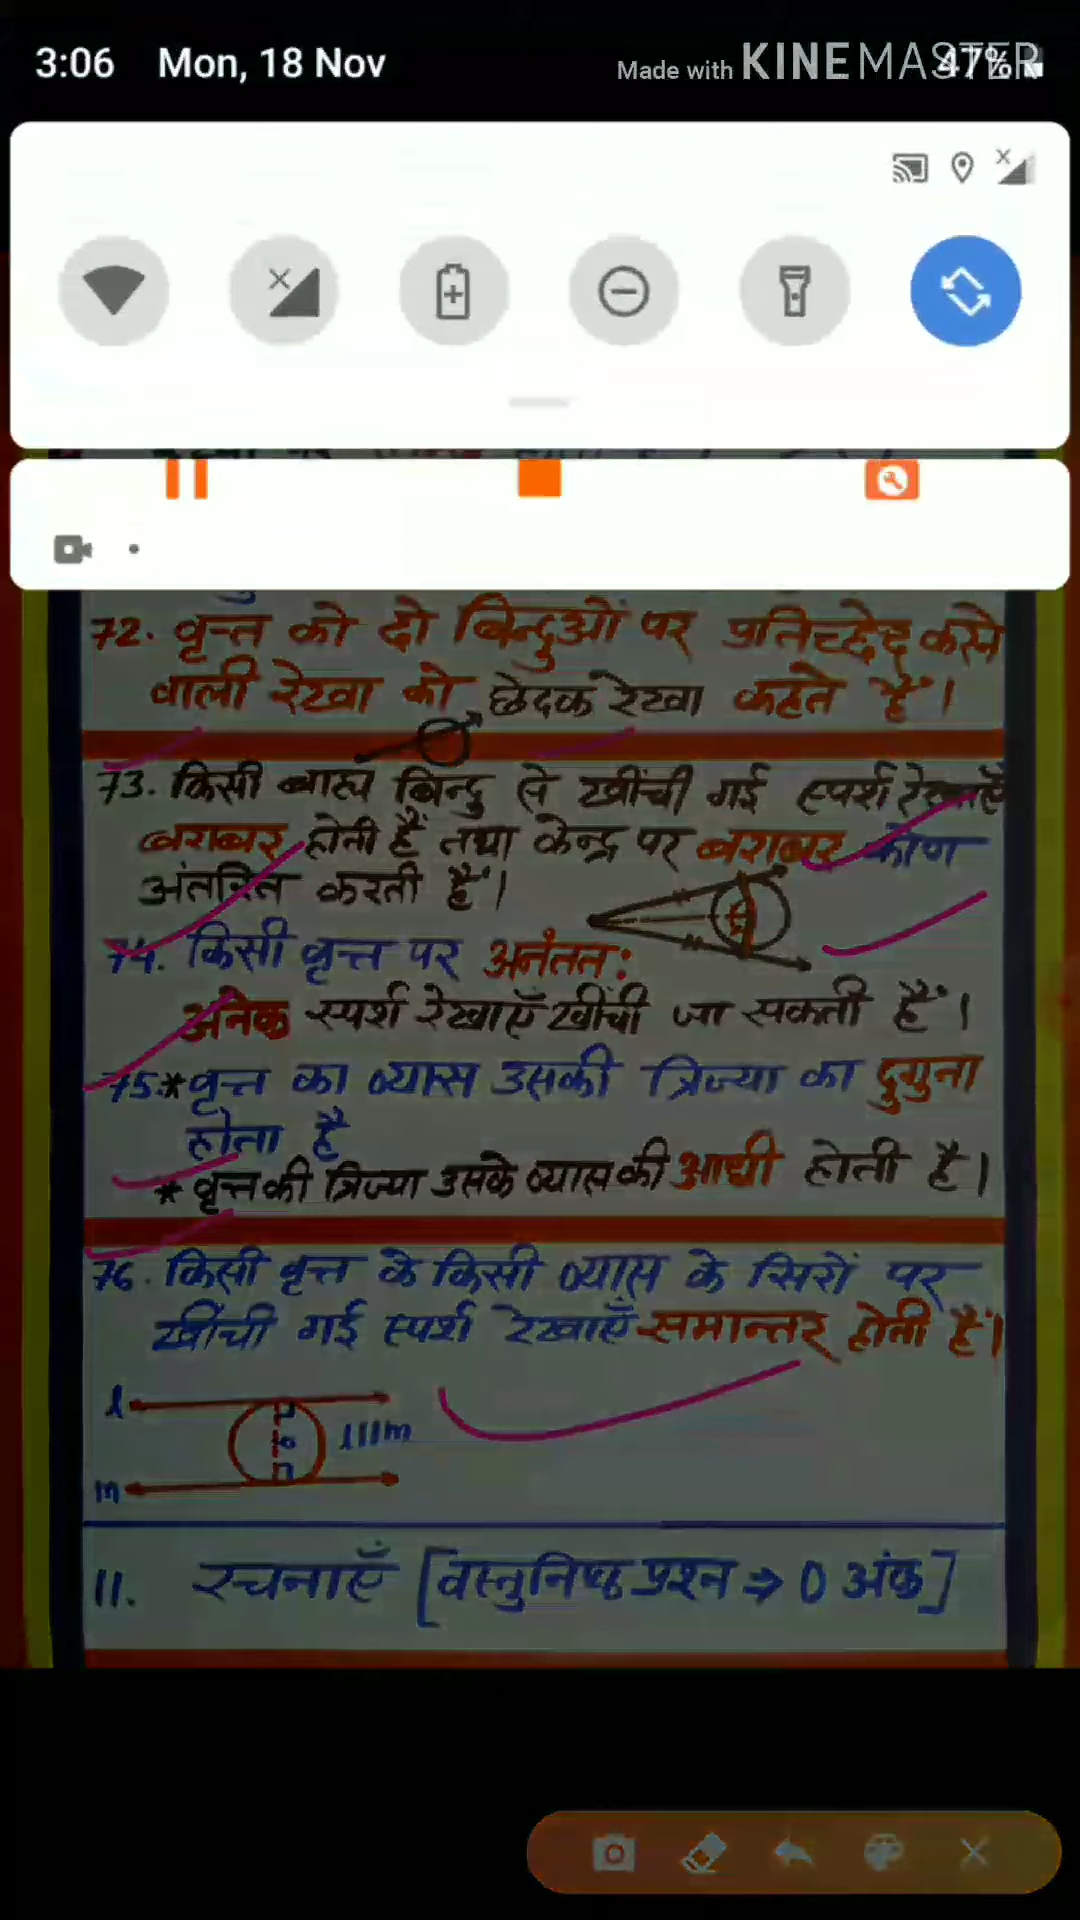 3:06 Mon, 18 Nov
Made with KINEMASTER
47%
72. वृत्त को दो बिन्दुओं पर प्रतिच्छेद करने
वाली रेखा को छेदक रेखा कहते हैं।
73. किसी बाह्य बिन्दु से खींची गई स्पर्श रेखाएँ
बराबर होती हैं तथा केन्द्र पर बराबर कोण
अंतरित करती हैं।
74. किसी वृत्त पर अनंततः
अनेक स्पर्श रेखाएँ खींची जा सकती हैं।
75.* वृत्त का व्यास उसकी त्रिज्या का दुगुना
होता है
* वृत्त की त्रिज्या उसके व्यास की आधी होती है।
76. किसी वृत्त के किसी व्यास के सिरों पर
खींची गई स्पर्श रेखाएँ समान्तर होती हैं।
l
l||m
o
m
11. रचनाएँ [वस्तुनिष्ठ प्रश्न ⇒ 0 अंक]